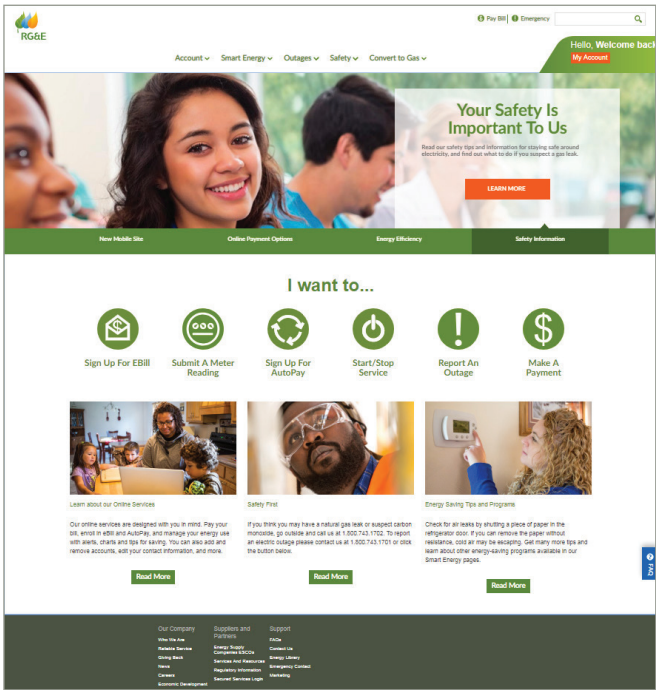 RG&E
Pay Bill
Emergency
Hello, Welcome back
My Account
Account
Smart Energy
Outages
Safety
Convert to Gas
Your Safety Is
Important To Us
Read our safety tips and information for staying safe around
electricity, and find out what to do if you suspect a gas leak.
LEARN MORE
New Mobile Site
Online Payment Options
Energy Efficiency
Safety Information
I want to...
Sign Up For EBill
Submit A Meter
Reading
Sign Up For
AutoPay
Start/Stop
Service
Report An
Outage
Make A
Payment
Learn about our Online Services
Our online services are designed with you in mind. Pay your
bill, enroll in eBill and AutoPay, and manage your energy use
with alerts, charts and tips for saving. You can also add and
remove accounts, edit your contact information, and more.
Read More
Safety First
If you think you may have a natural gas leak or suspect carbon
monoxide, go outside and call us at 1.800.743.1702. To report
an electric outage please contact us at 1.800.743.1701 or click
the button below.
Read More
Energy Saving Tips and Programs
Check for air leaks by shutting a piece of paper in the
refrigerator door. If you can remove the paper without
resistance, cold air may be escaping. Get many more tips and
learn about other energy-saving programs available in our
Smart Energy pages.
Read More
FAQ
Our Company
Who We Are
Reliable Service
Giving Back
News
Careers
Economic Development
Suppliers and
Partners
Energy Supply
Companies ESCOs
Services And Resources
Regulatory Information
Secured Services Login
Support
FAQs
Contact Us
Energy Library
Emergency Contact
Marketing